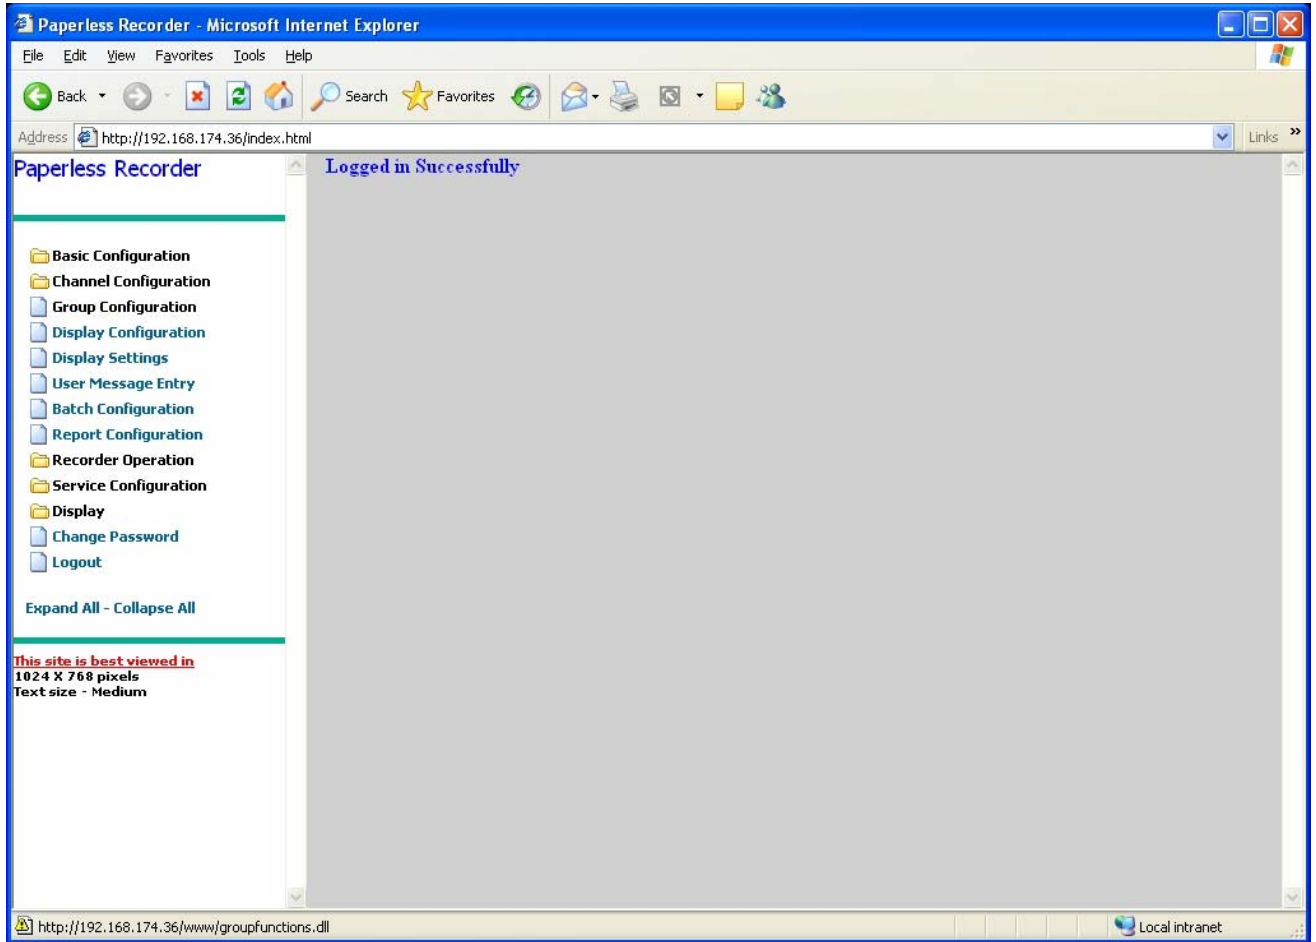 Paperless Recorder - Microsoft Internet Explorer
File Edit View Favorites Tools Help
Back Search Favorites
Address http://192.168.174.36/index.html Links »
Paperless Recorder
Logged in Successfully
Basic Configuration
Channel Configuration
Group Configuration
Display Configuration
Display Settings
User Message Entry
Batch Configuration
Report Configuration
Recorder Operation
Service Configuration
Display
Change Password
Logout
Expand All - Collapse All
This site is best viewed in
1024 X 768 pixels
Text size - Medium
http://192.168.174.36/www/groupfunctions.dll Local intranet